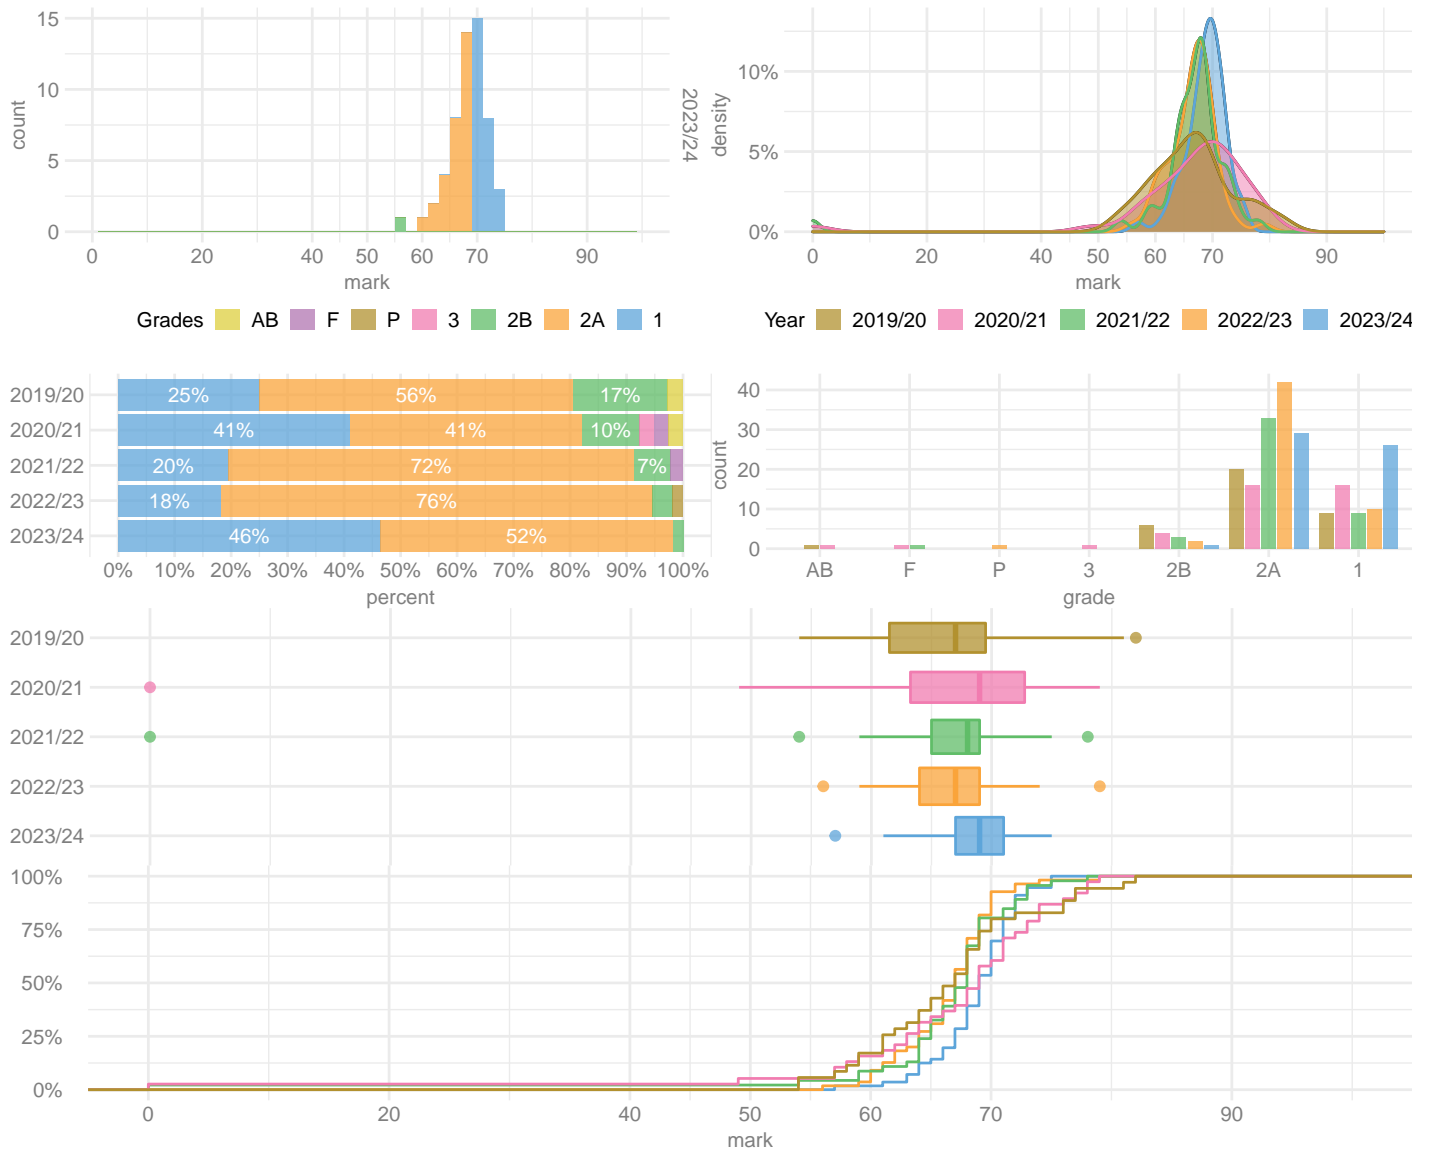 15
10
5
0
count
0 20 40 50 60 70 90
mark
2023/24
10%
5%
0%
density
0 20 40 50 60 70 90
mark
Grades AB F P 3 2B 2A 1
Year 2019/20 2020/21 2021/22 2022/23 2023/24
2019/20 25% 56% 17%
2020/21 41% 41% 10%
2021/22 20% 72% 7%
2022/23 18% 76%
2023/24 46% 52%
0% 10% 20% 30% 40% 50% 60% 70% 80% 90% 100%
percent
40
30
20
10
0
count
AB F P 3 2B 2A 1
grade
2019/20
2020/21
2021/22
2022/23
2023/24
100%
75%
50%
25%
0%
0 20 40 50 60 70 90
mark